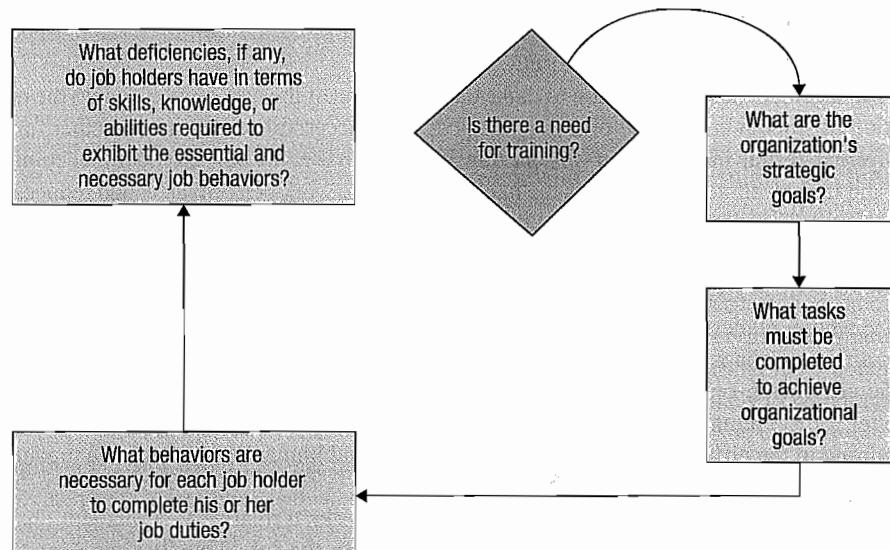 Is there a need
for training?
What are the
organization's
strategic
goals?
What tasks
must be
completed
to achieve
organizational
goals?
What behaviors are
necessary for each job holder
to complete his or her
job duties?
What deficiencies, if any,
do job holders have in terms
of skills, knowledge, or
abilities required to
exhibit the essential and
necessary job behaviors?